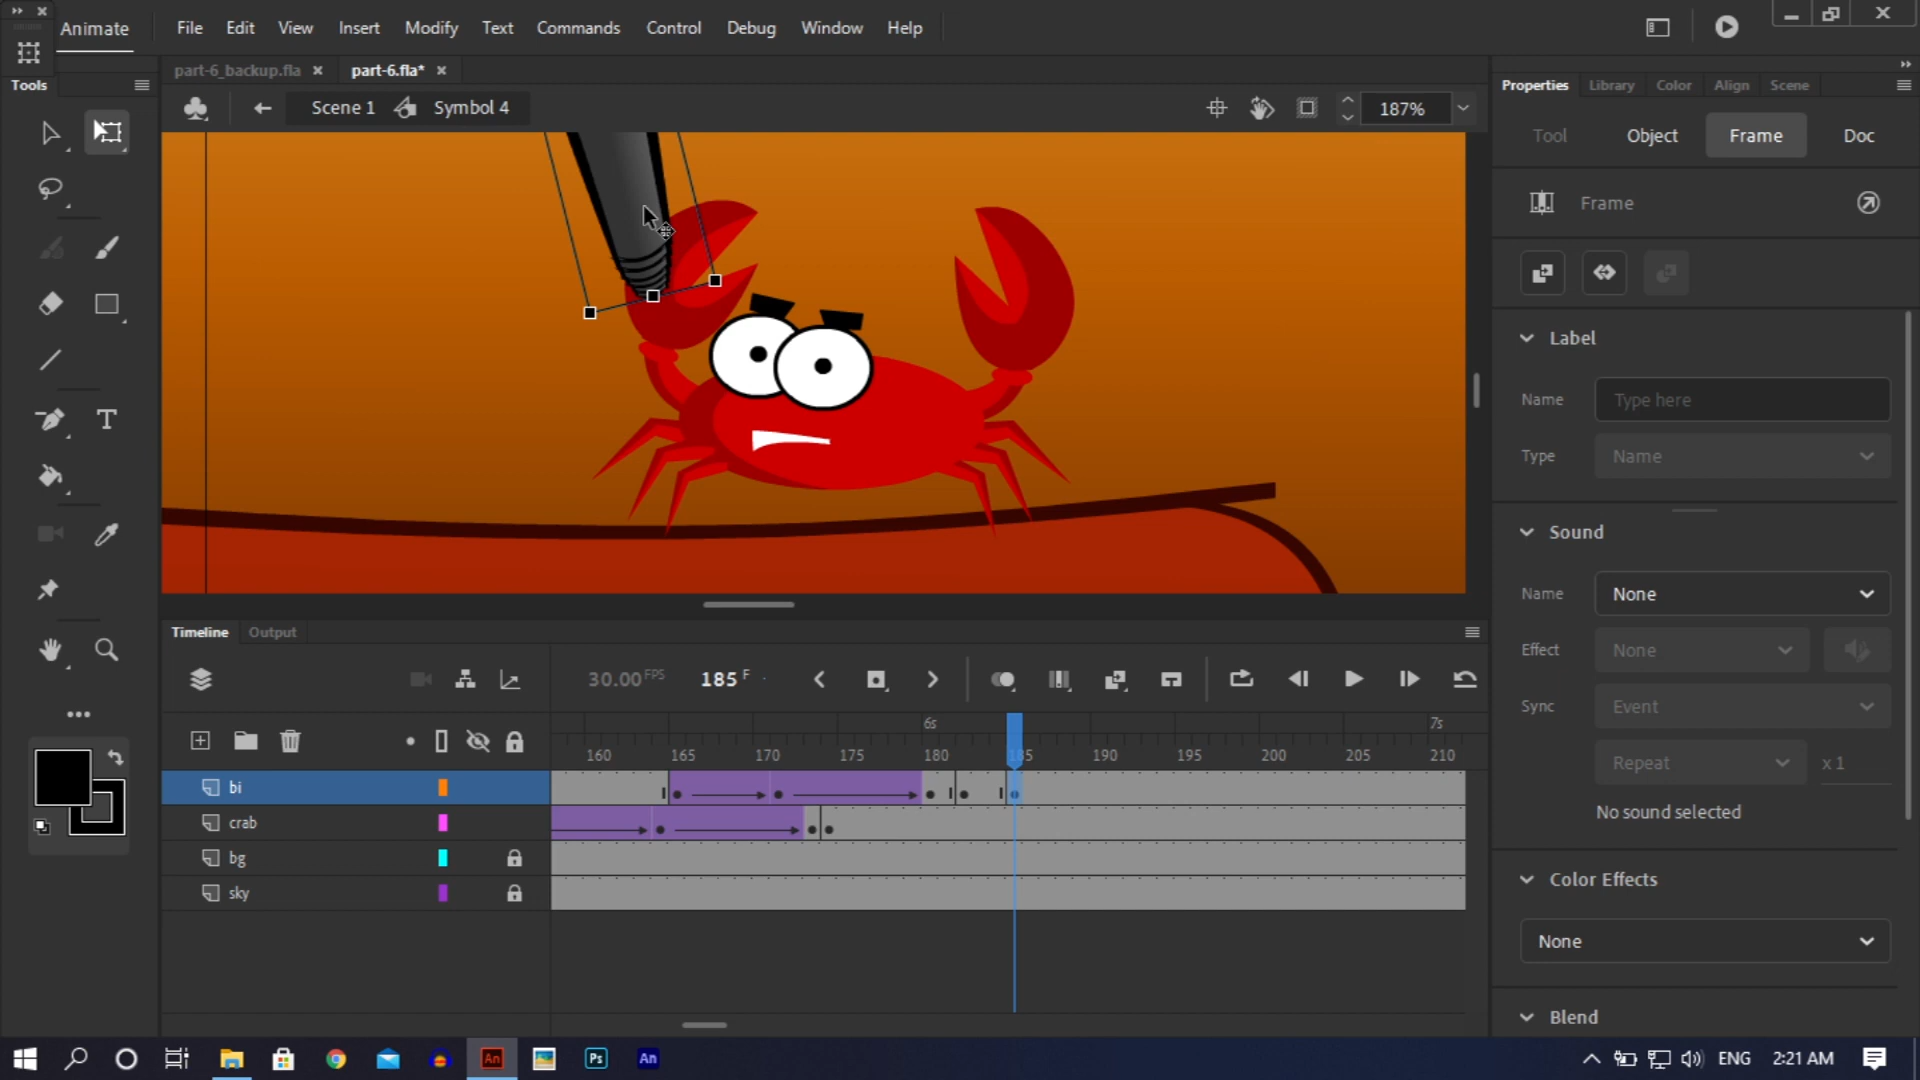 Animate File Edit View Insert Modify Text Commands Control Debug Window Help
part-6_backup.fla part-6.fla*
Tools
Scene 1 Symbol 4 187%
Properties Library Color Align Scene
Tool Object Frame Doc
Frame
Label
Name Type here
Type Name
Sound
Name None
Effect None
Sync Event
Repeat x 1
No sound selected
Color Effects
None
Blend
Timeline Output
30.00 FPS 185 F
6s 7s
160 165 170 175 180 185 190 195 200 205 210
bi
crab
bg
sky
T
An Ps An
ENG 2:21 AM